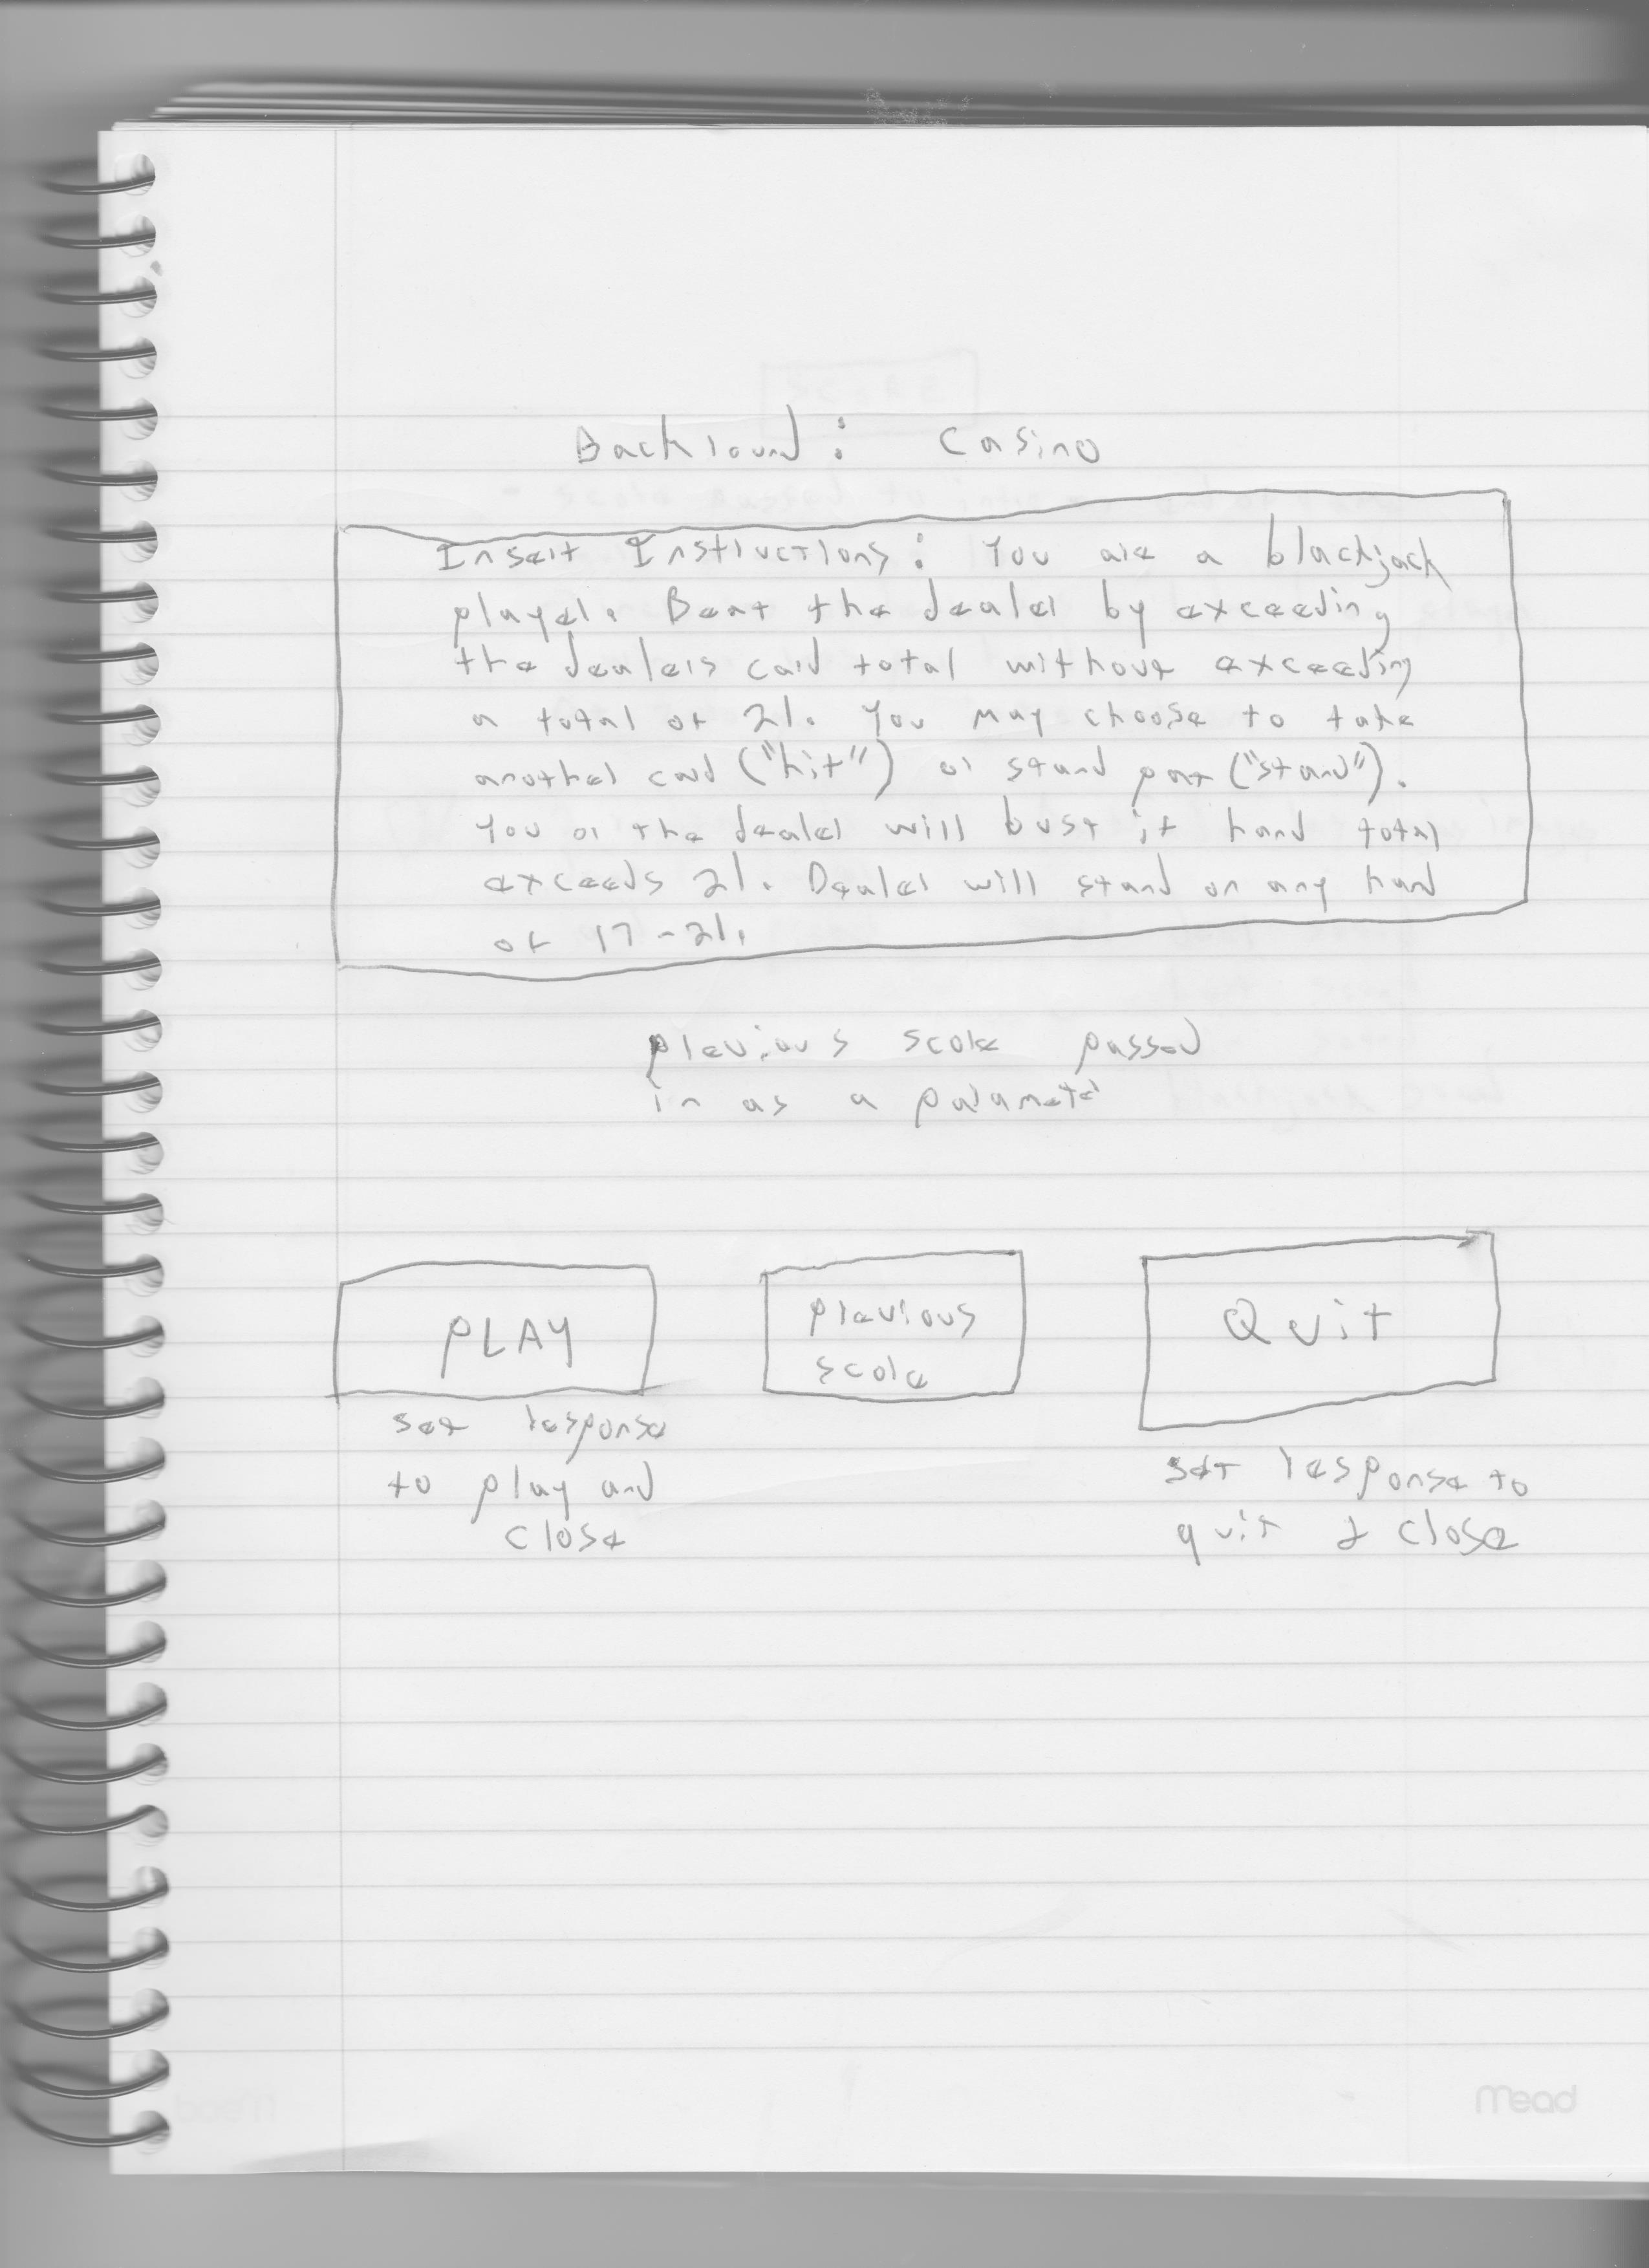 Backround: Casino
Insert Instructions: You are a blackjack
player. Beat the dealer by exceeding
the dealers card total without exceeding
a total of 21. You may choose to take
another card ("hit") or stand pat ("stand").
You or the dealer will bust if hand total
exceeds 21. Dealer will stand on any hand
of 17-21.
previous score passed
in as a parameter
PLAY
previous
score
Quit
set response
to play and
close
set response to
quit & close
Mead